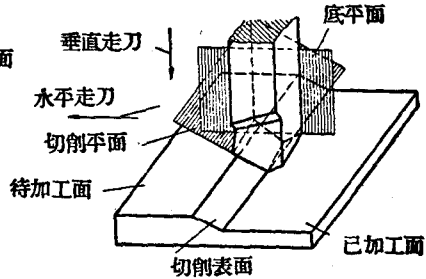 底平面
垂直走刀
面
水平走刀
切削平面
待加工面
切削表面
已加工面